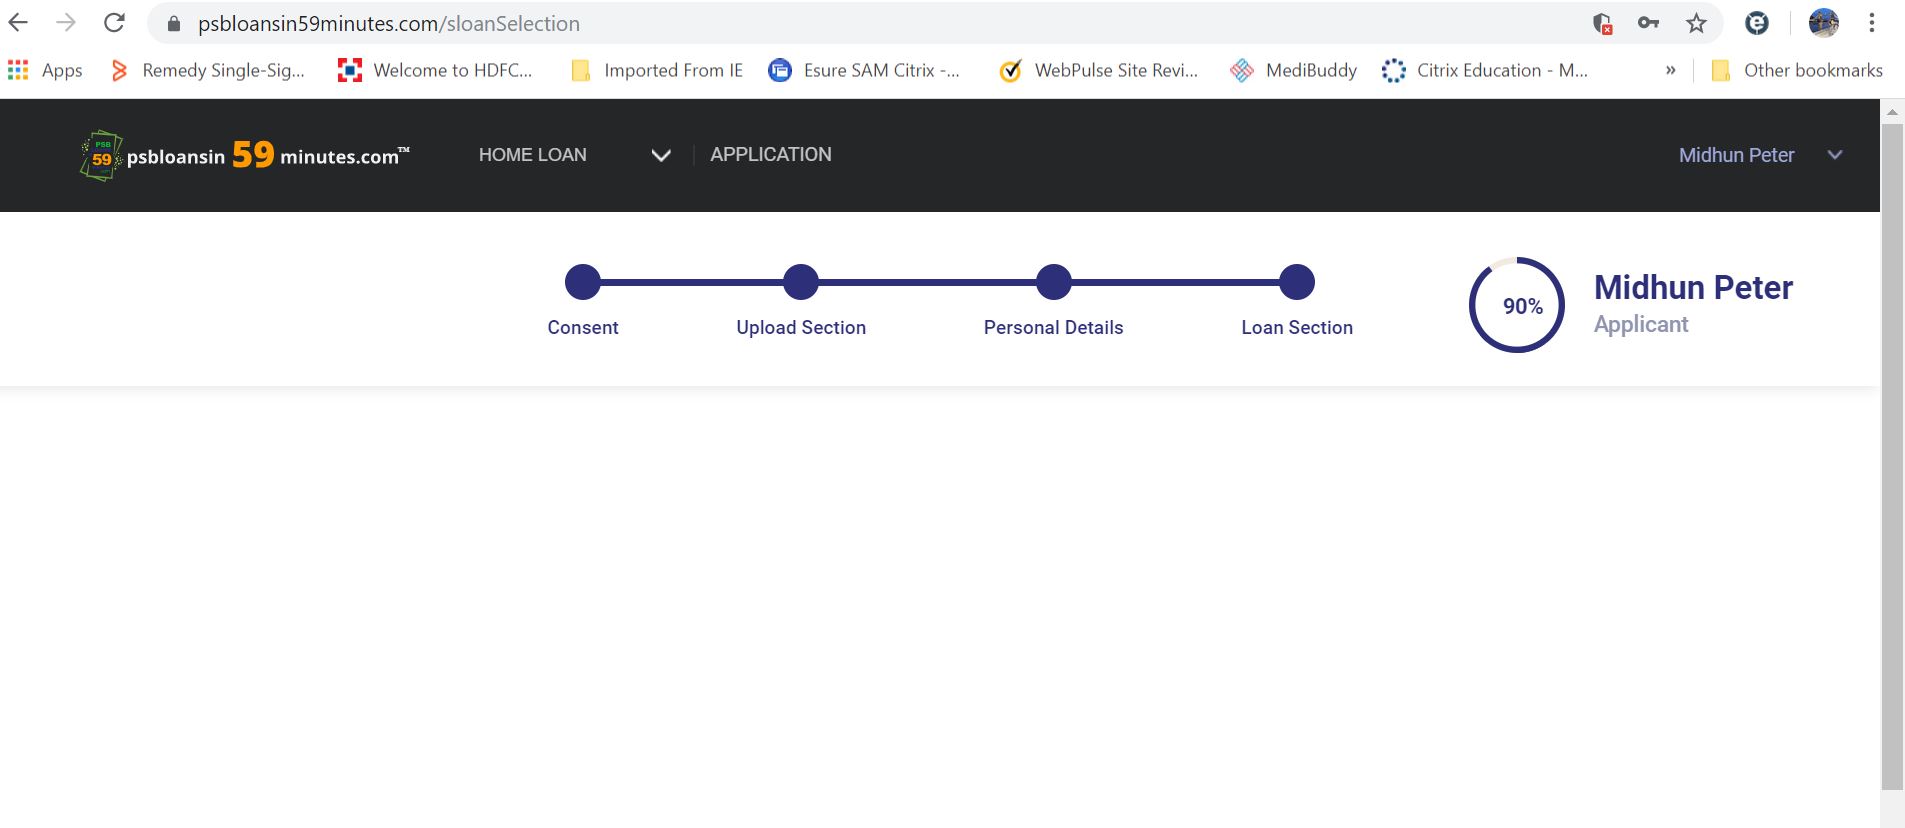 psbloansin59minutes.com/sloanSelection
Apps Remedy Single-Sig... Welcome to HDFC... Imported From IE Esure SAM Citrix -... WebPulse Site Revi... MediBuddy Citrix Education - M... » Other bookmarks
PSB
59
psbloansin 59 minutes.com™ HOME LOAN APPLICATION Midhun Peter
Consent Upload Section Personal Details Loan Section
90%
Midhun Peter
Applicant